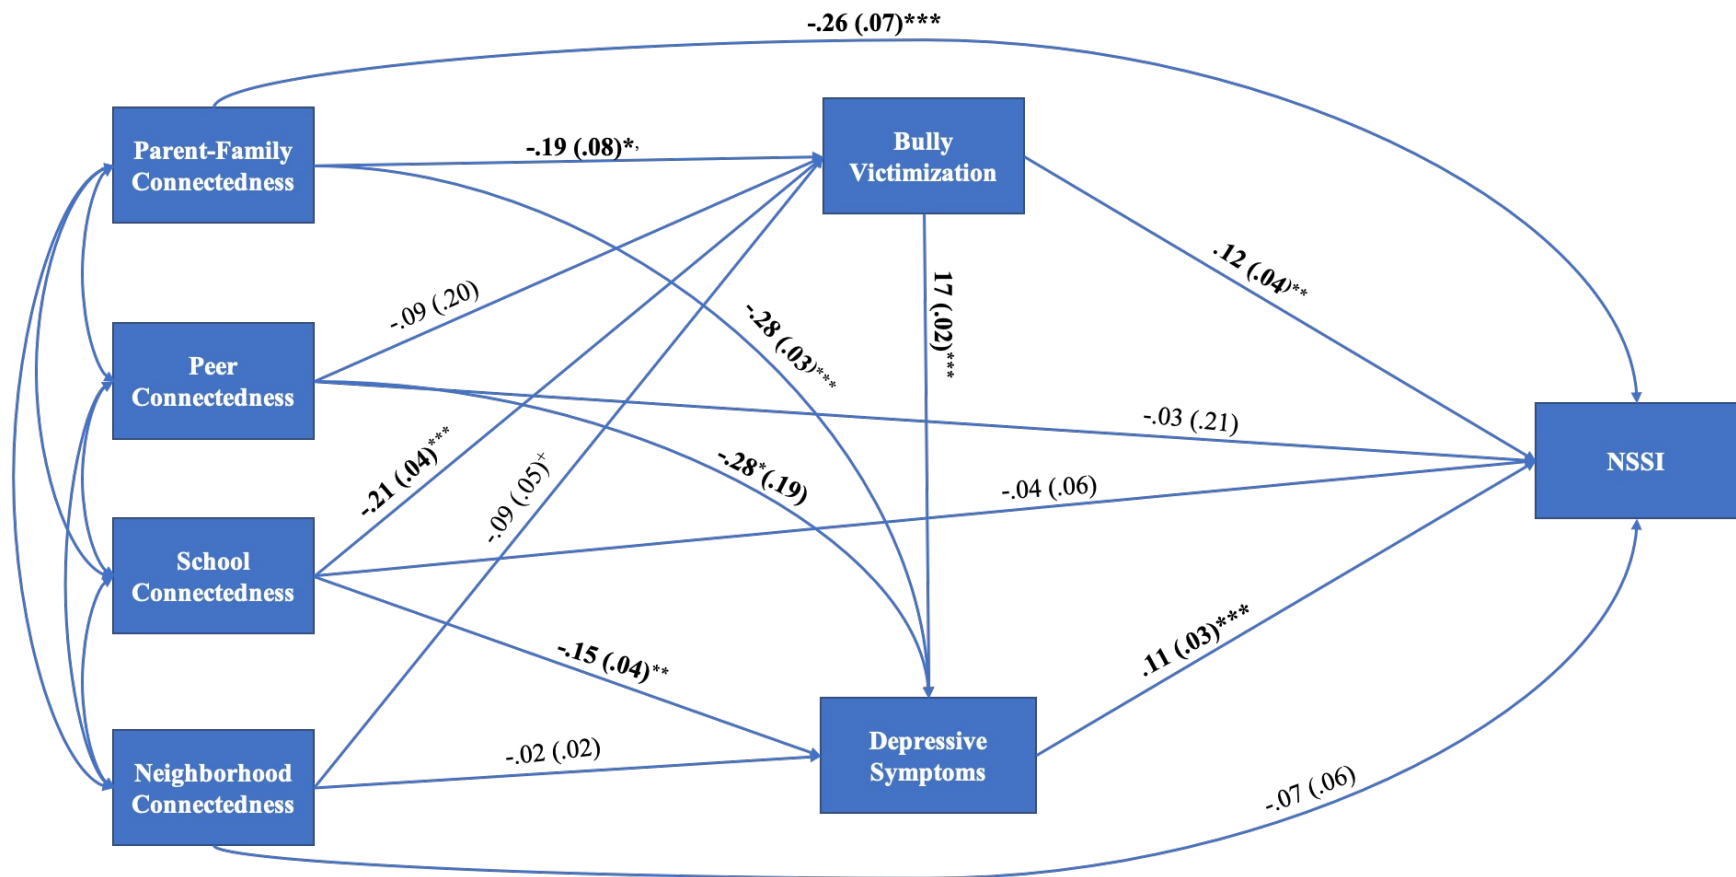 -.26 (.07)***
Parent-Family
Connectedness
-.19 (.08)*,
Bully
Victimization
.12 (.04)**
-.09 (.20)
-.28 (.03)***
17 (.02)***
Peer
Connectedness
-.03 (.21)
-.21 (.04)***
-.09 (.05)+
-.28*(.19)
-.04 (.06)
NSSI
School
Connectedness
-.15 (.04)**
.11 (.03)***
Neighborhood
Connectedness
-.02 (.02)
Depressive
Symptoms
-.07 (.06)